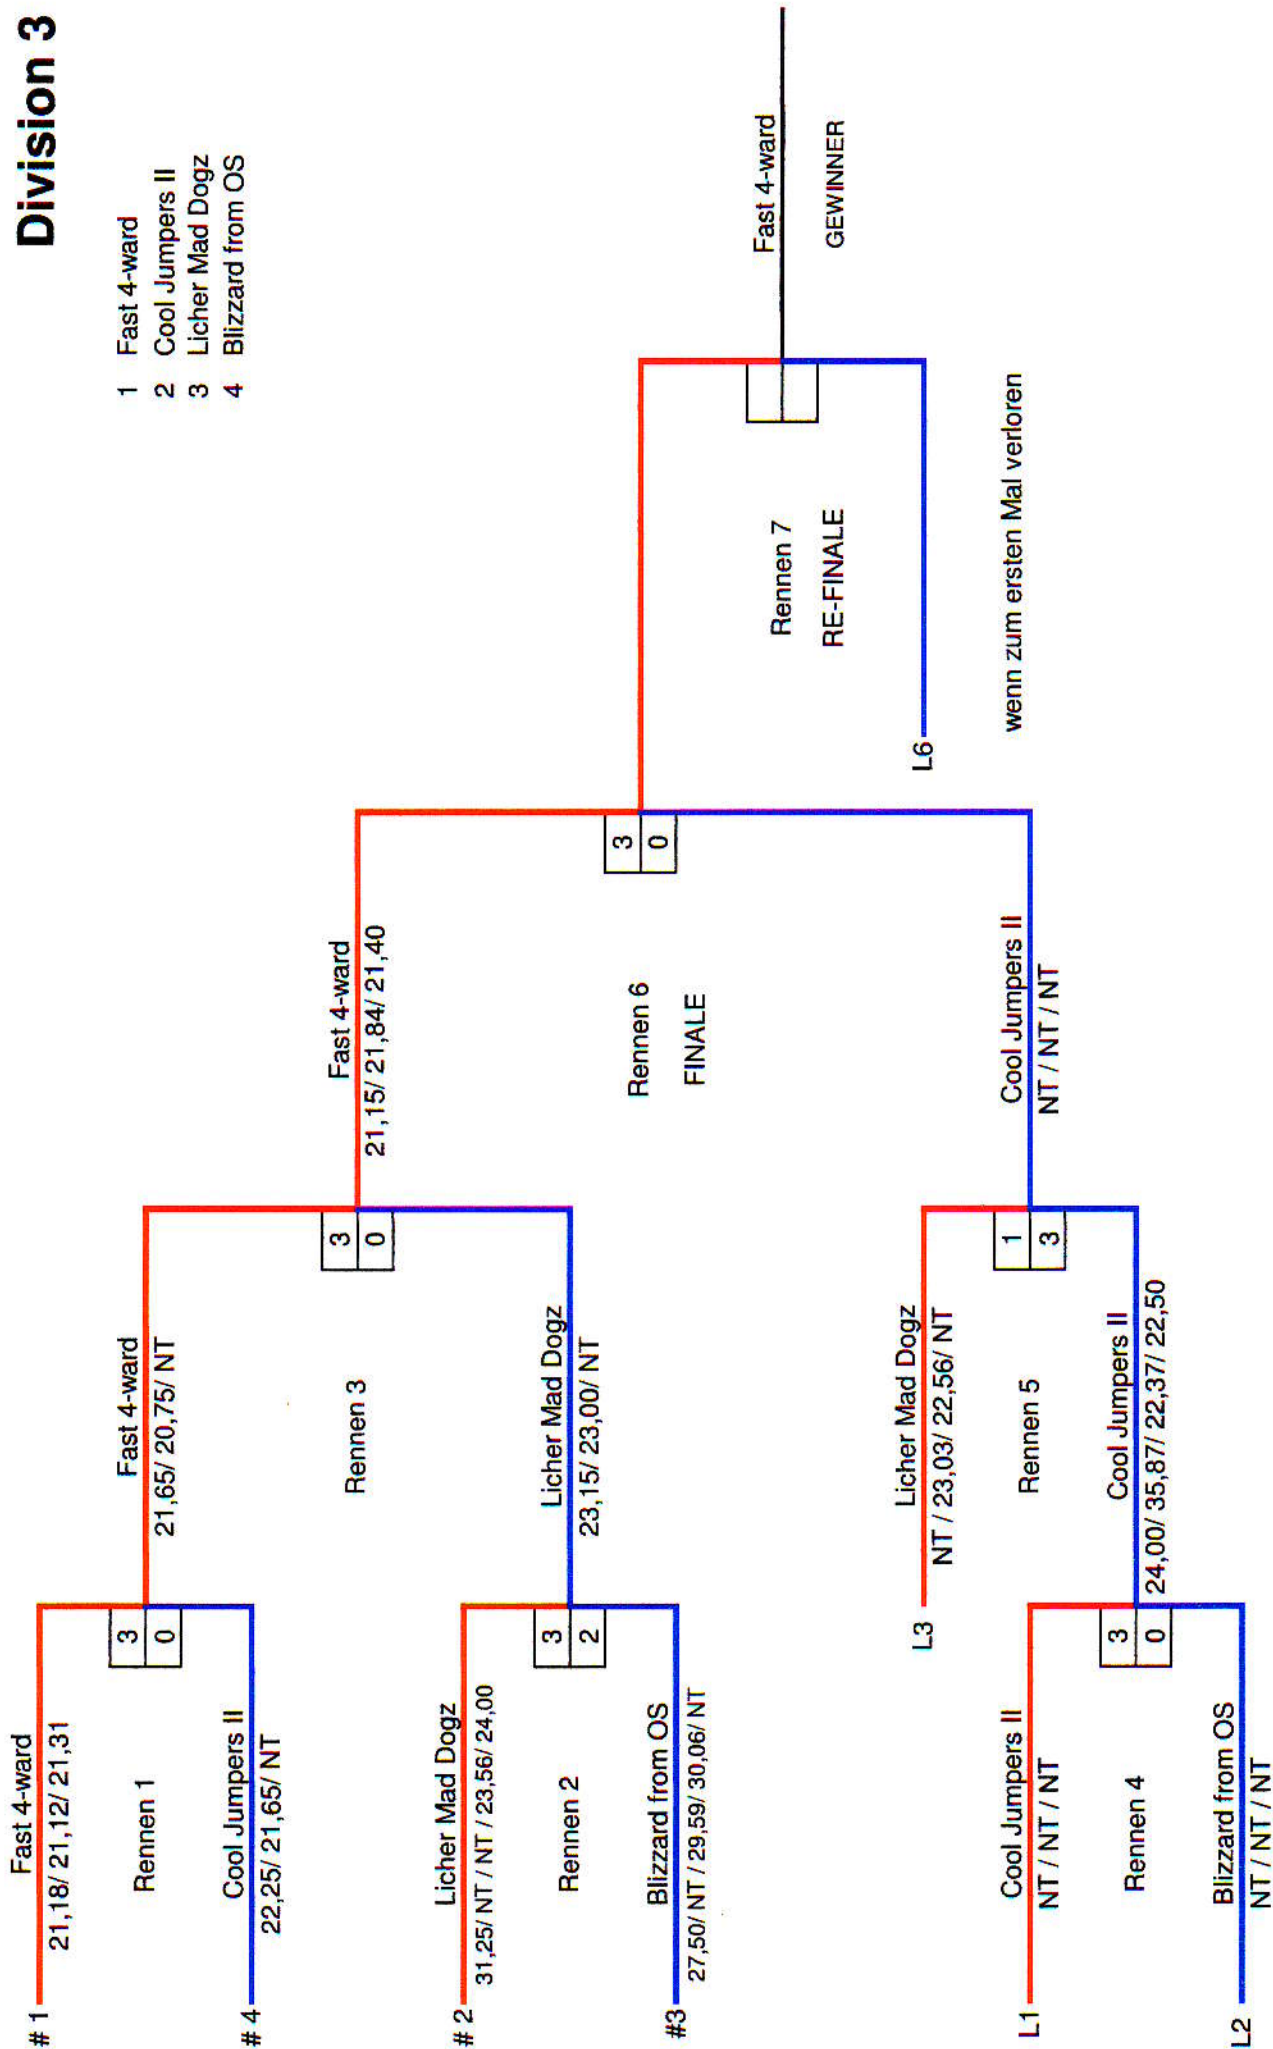 Division 3
1 Fast 4-ward
2 Cool Jumpers II
3 Licher Mad Dogz
4 Blizzard from OS
# 1
Fast 4-ward
21,18/ 21,12/ 21,31
Rennen 1
3
0
# 4
Cool Jumpers II
22,25/ 21,65/ NT
# 2
Licher Mad Dogz
31,25/ NT / NT / 23,56/ 24,00
Rennen 2
3
2
#3
Blizzard from OS
27,50/ NT / 29,59/ 30,06/ NT
Fast 4-ward
21,65/ 20,75/ NT
Rennen 3
3
0
Licher Mad Dogz
23,15/ 23,00/ NT
L1
Cool Jumpers II
NT / NT / NT
Rennen 4
3
0
L2
Blizzard from OS
NT / NT / NT
L3
Licher Mad Dogz
NT / 23,03/ 22,56/ NT
Rennen 5
1
3
Cool Jumpers II
24,00/ 35,87/ 22,37/ 22,50
Fast 4-ward
21,15/ 21,84/ 21,40
Rennen 6
FINALE
3
0
Cool Jumpers II
NT / NT / NT
Rennen 7
RE-FINALE
L6
wenn zum ersten Mal verloren
Fast 4-ward
GEWINNER